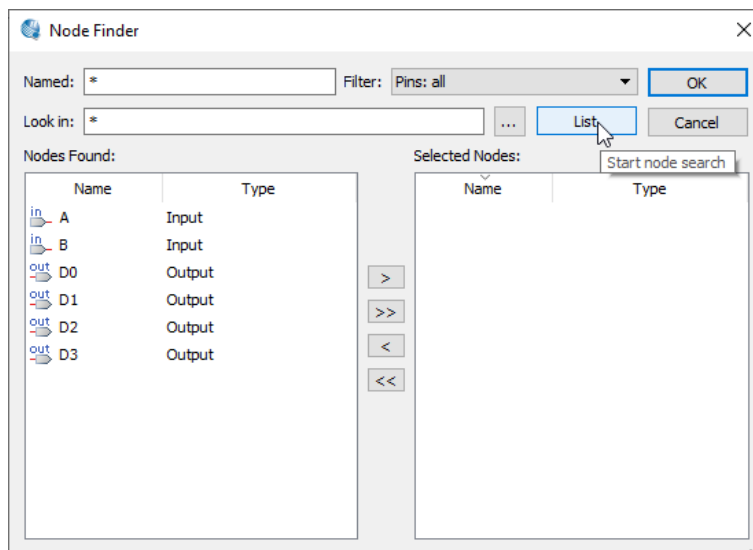 Node Finder
Named: * Filter: Pins: all OK
Look in: * ... List Cancel
Nodes Found: Selected Nodes: Start node search
Name Type Name Type
in A Input
in B Input
out D0 Output
out D1 Output
out D2 Output
out D3 Output
>
>>
<
<<